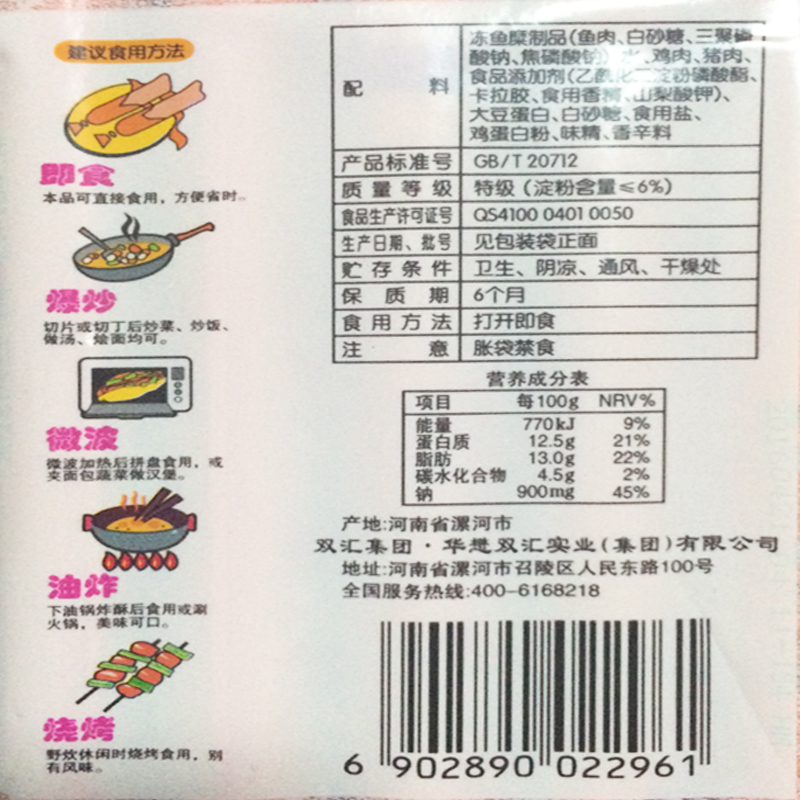 建议食用方法
即食
本品可直接食用，方便省时。
爆炒
切片或切丁后炒菜、炒饭、
做汤、烩面均可。
微波
微波加热后拼盘食用，或
夹面包蔬菜做汉堡。
油炸
下油锅炸酥后食用或涮
火锅，美味可口。
烧烤
野炊休闲时烧烤食用，别
有风味。
配 料
冻鱼糜制品(鱼肉、白砂糖、三聚磷
酸钠、焦磷酸钠)、水、鸡肉、猪肉、
食品添加剂(乙酰化二淀粉磷酸酯、
卡拉胶、食用香精、山梨酸钾)、
大豆蛋白、白砂糖、食用盐、
鸡蛋白粉、味精、香辛料
产品标准号 GB/T 20712
质量等级 特级（淀粉含量≤6%）
食品生产许可证号 QS4100 0401 0050
生产日期、批号 见包装袋正面
贮存条件 卫生、阴凉、通风、干燥处
保质期 6个月
食用方法 打开即食
注意 胀袋禁食
营养成分表
项目 每100g NRV%
能量 770kJ 9%
蛋白质 12.5g 21%
脂肪 13.0g 22%
碳水化合物 4.5g 2%
钠 900mg 45%
产地:河南省漯河市
双汇集团·华懋双汇实业(集团)有限公司
地址:河南省漯河市召陵区人民东路100号
全国服务热线:400-6168218
6 902890 022961